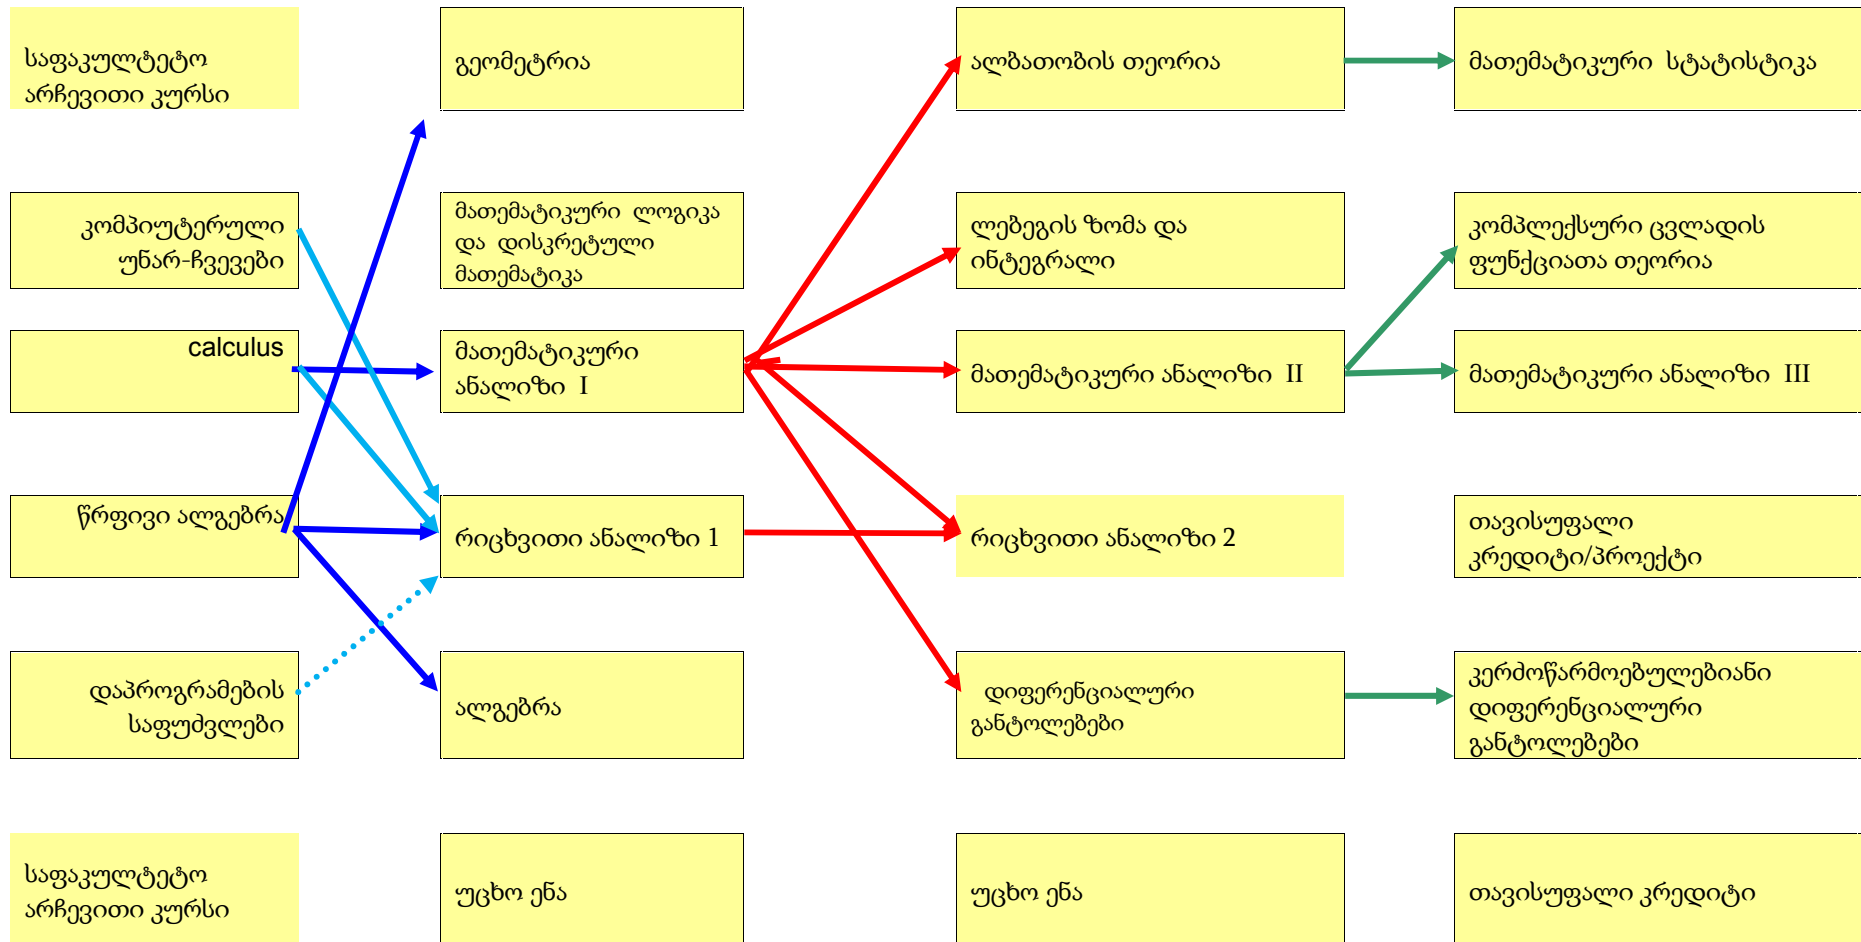 საფაკულტეტო
არჩევითი კურსი
გეომეტრია
ალბათობის თეორია
მათემატიკური სტატისტიკა
კომპიუტერული
უნარ-ჩვევები
მათემატიკური ლოგიკა
და დისკრეტული
მათემატიკა
ლებეგის ზომა და
ინტეგრალი
კომპლექსური ცვლადის
ფუნქციათა თეორია
calculus
მათემატიკური
ანალიზი I
მათემატიკური ანალიზი II
მათემატიკური ანალიზი III
წრფივი ალგებრა
რიცხვითი ანალიზი 1
რიცხვითი ანალიზი 2
თავისუფალი
კრედიტი/პროექტი
დაპროგრამების
საფუძვლები
ალგებრა
დიფერენციალური
განტოლებები
კერძოწარმოებულებიანი
დიფერენციალური
განტოლებები
საფაკულტეტო
არჩევითი კურსი
უცხო ენა
უცხო ენა
თავისუფალი კრედიტი